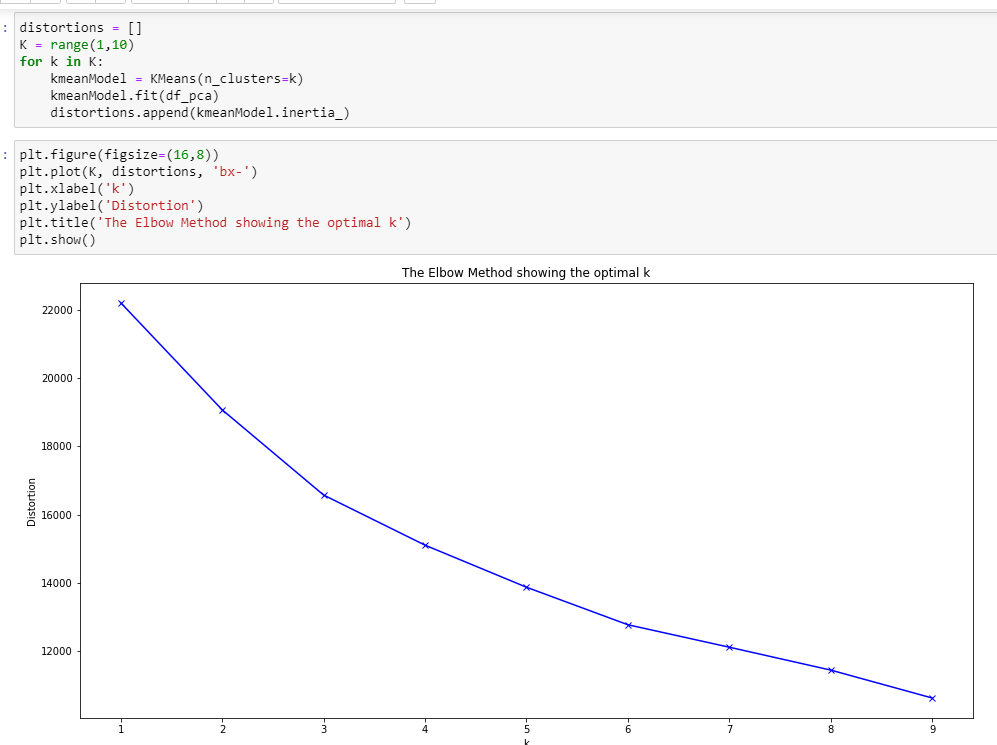 : distortions = []
K = range(1,10)
for k in K:
    kmeanModel = KMeans(n_clusters=k)
    kmeanModel.fit(df_pca)
    distortions.append(kmeanModel.inertia_)
: plt.figure(figsize=(16,8))
plt.plot(K, distortions, 'bx-')
plt.xlabel('k')
plt.ylabel('Distortion')
plt.title('The Elbow Method showing the optimal k')
plt.show()
The Elbow Method showing the optimal k
22000
20000
18000
16000
14000
12000
Distortion
1 2 3 4 5 6 7 8 9
k